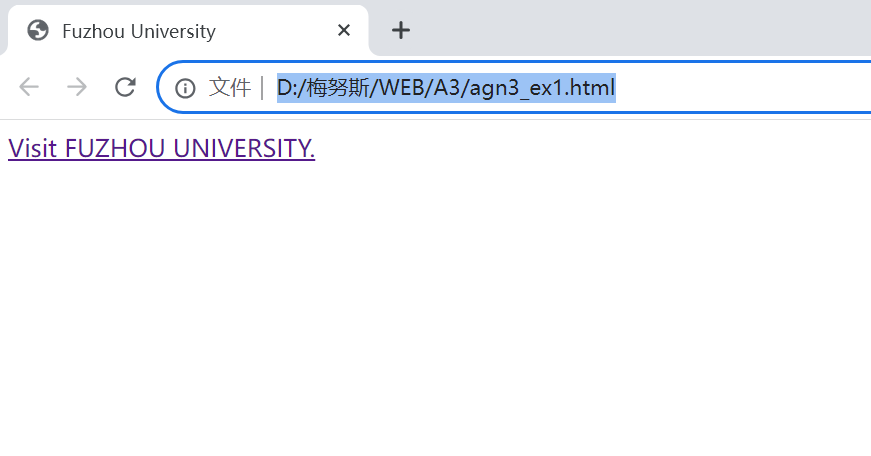 Fuzhou University
文件 D:/梅努斯/WEB/A3/agn3_ex1.html
Visit FUZHOU UNIVERSITY.